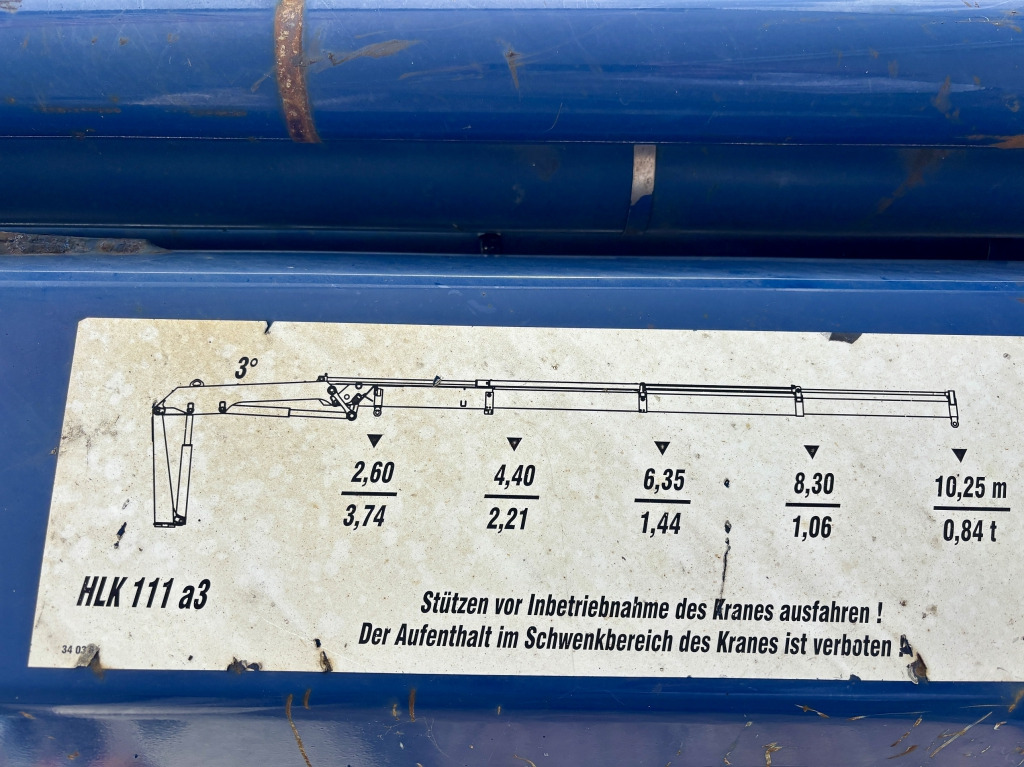 3°
2,60 4,40 6,35 8,30 10,25 m
3,74 2,21 1,44 1,06 0,84 t
HLK 111 a3
Stützen vor Inbetriebnahme des Kranes ausfahren !
Der Aufenthalt im Schwenkbereich des Kranes ist verboten !
34 03